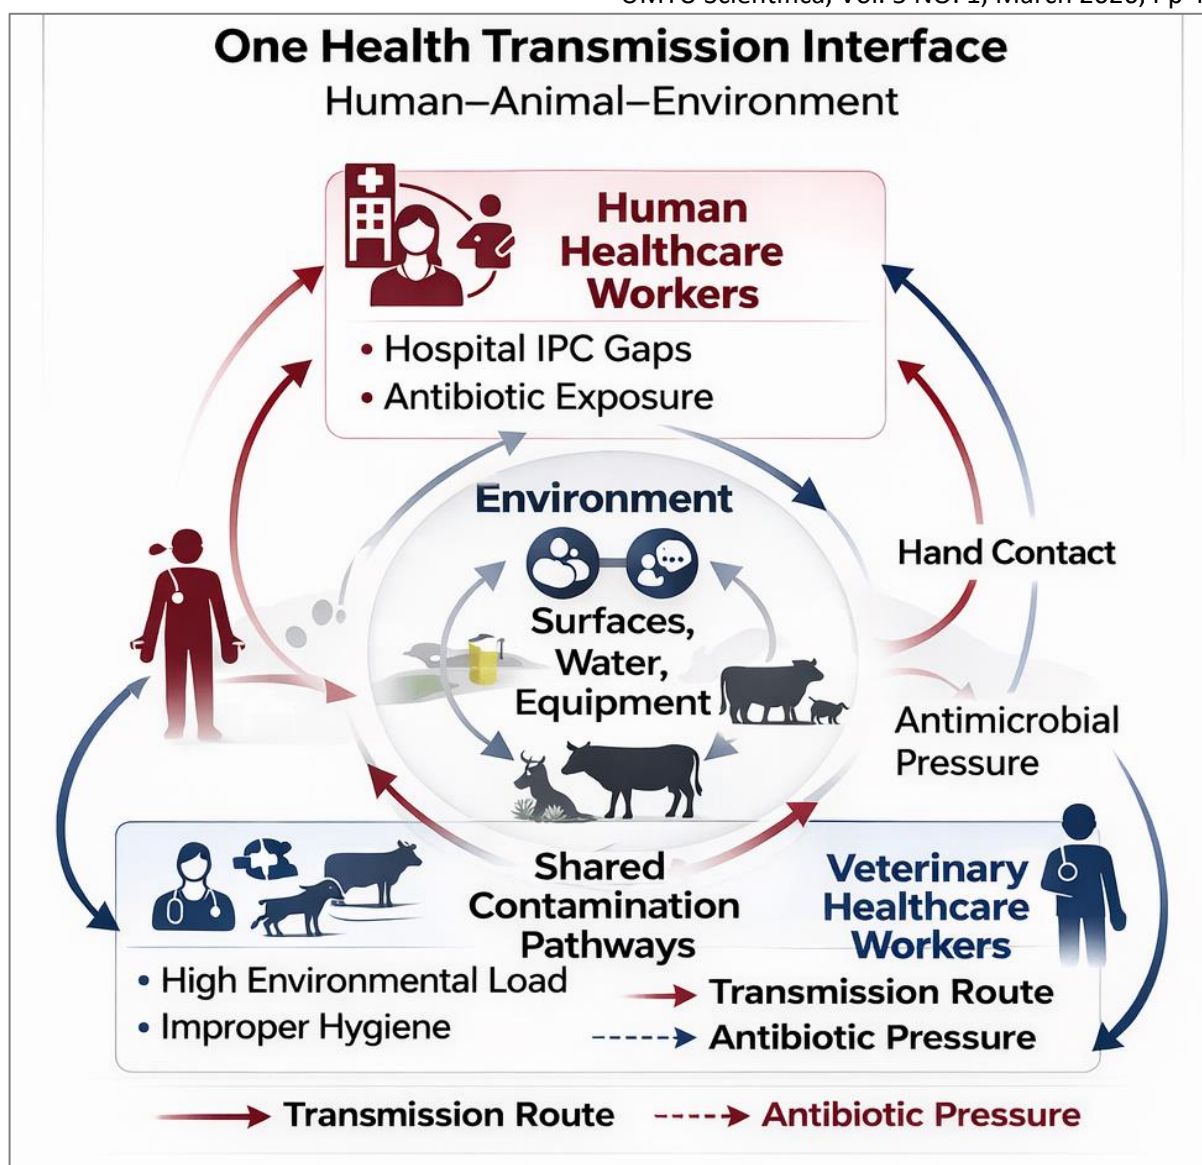 One Health Transmission Interface
Human–Animal–Environment
Human
Healthcare
Workers
• Hospital IPC Gaps
• Antibiotic Exposure
Environment
Surfaces,
Water,
Equipment
Hand Contact
Antimicrobial
Pressure
Shared
Contamination
Pathways
Veterinary
Healthcare
Workers
• High Environmental Load
• Improper Hygiene
Transmission Route
Antibiotic Pressure
Transmission Route
Antibiotic Pressure